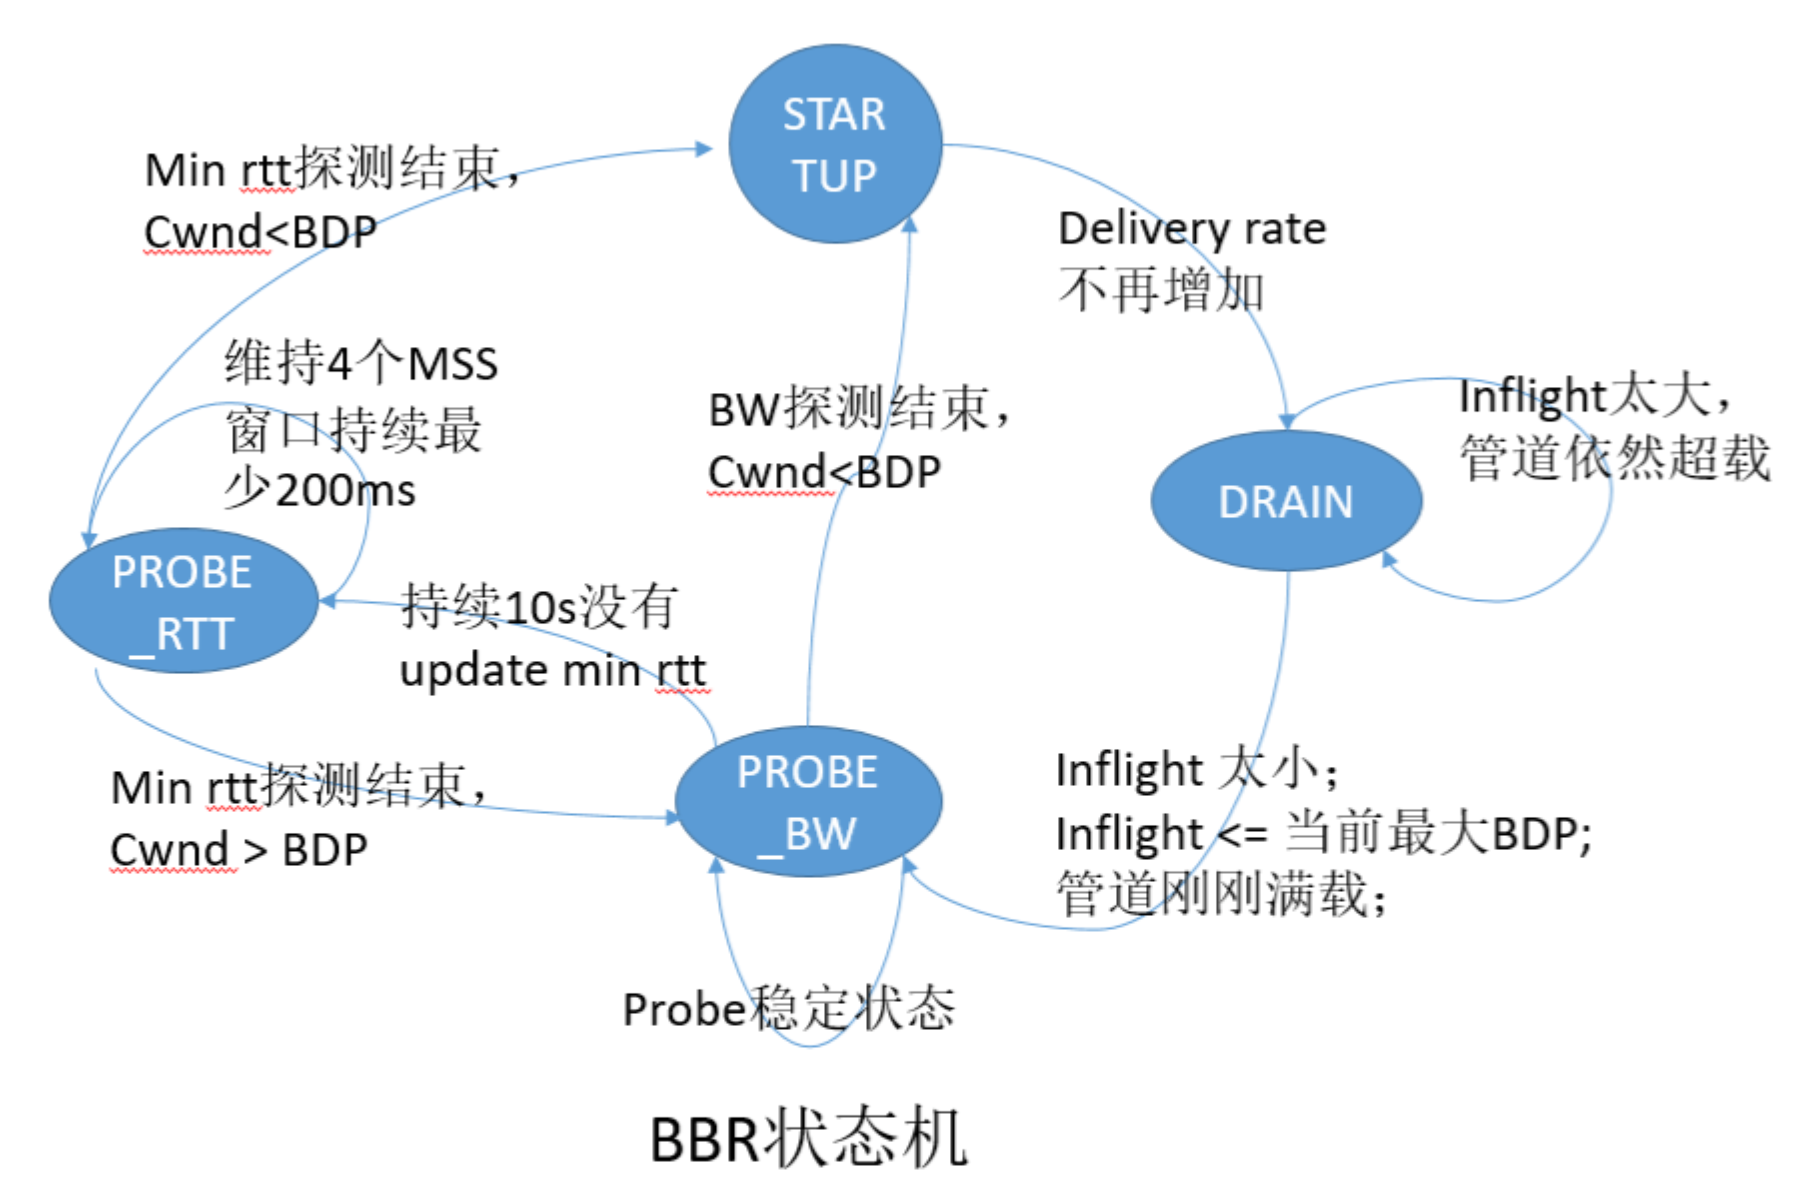 STAR
TUP
Min rtt探测结束，
Cwnd<BDP
Delivery rate
不再增加
维持4个MSS
窗口持续最
少200ms
BW探测结束，
Cwnd<BDP
Inflight太大，
管道依然超载
DRAIN
PROBE
_RTT
持续10s没有
update min rtt
PROBE
_BW
Min rtt探测结束，
Cwnd > BDP
Inflight 太小；
Inflight <= 当前最大BDP;
管道刚刚满载；
Probe稳定状态
BBR状态机